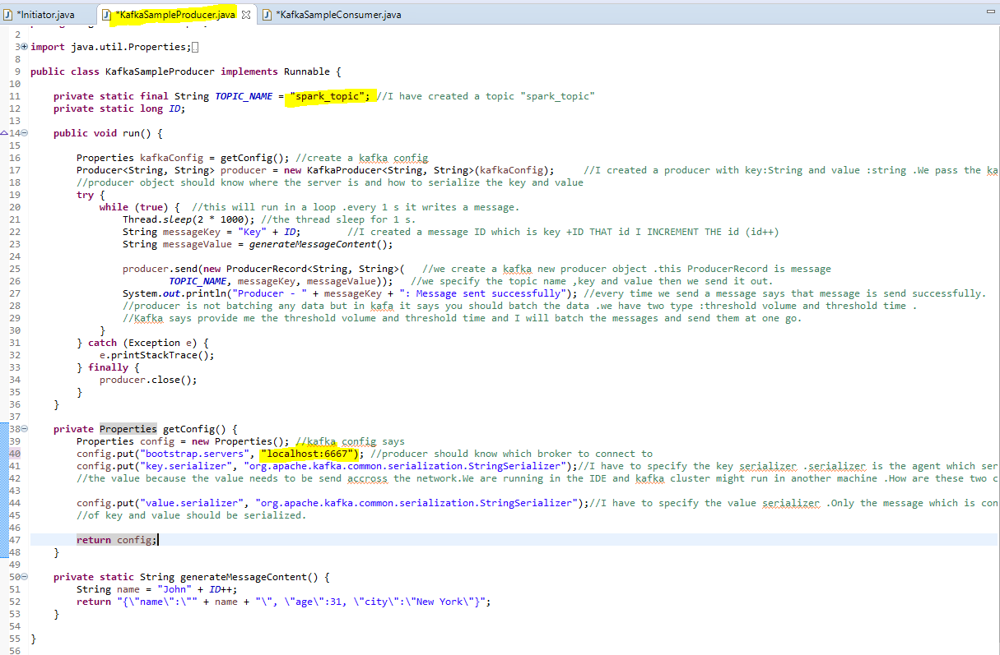 *Initiator.java *KafkaSampleProducer.java *KafkaSampleConsumer.java
2
3 import java.util.Properties;
8
9 public class KafkaSampleProducer implements Runnable {
10
11 private static final String TOPIC_NAME = "spark_topic"; //I have created a topic "spark_topic"
12 private static long ID;
13
14 public void run() {
15
16 Properties kafkaConfig = getConfig(); //create a kafka config
17 Producer<String, String> producer = new KafkaProducer<String, String>(kafkaConfig); //I created a producer with key:String and value :string .We pass the ka
18 //producer object should know where the server is and how to serialize the key and value
19 try {
20 while (true) { //this will run in a loop .every 1 s it writes a message.
21 Thread.sleep(2 * 1000); //the thread sleep for 1 s.
22 String messageKey = "Key" + ID; //I created a message ID which is key +ID THAT id I INCREMENT THE id (id++)
23 String messageValue = generateMessageContent();
24
25 producer.send(new ProducerRecord<String, String>( //we create a kafka new producer object .this ProducerRecord is message
26 TOPIC_NAME, messageKey, messageValue)); //we specify the topic name ,key and value then we send it out.
27 System.out.println("Producer - " + messageKey + ": Message sent successfully"); //every time we send a message says that message is send successfully.
28 //producer is not batching any data but in kafa it says you should batch the data .we have two type :threshold volume and threshold time .
29 //Kafka says provide me the threshold volume and threshold time and I will batch the messages and send them at one go.
30 }
31 } catch (Exception e) {
32 e.printStackTrace();
33 } finally {
34 producer.close();
35 }
36 }
37
38 private Properties getConfig() {
39 Properties config = new Properties(); //kafka config says
40 config.put("bootstrap.servers", "localhost:6667"); //producer should know which broker to connect to
41 config.put("key.serializer", "org.apache.kafka.common.serialization.StringSerializer");//I have to specify the key serializer .serializer is the agent which ser
42 //the value because the value needs to be send accross the network.We are running in the IDE and kafka cluster might run in another machine .How are these two c
43
44 config.put("value.serializer", "org.apache.kafka.common.serialization.StringSerializer");//I have to specify the value serializer .Only the message which is con
45 //of key and value should be serialized.
46
47 return config;
48 }
49
50 private static String generateMessageContent() {
51 String name = "John" + ID++;
52 return "{\"name\":\"" + name + "\", \"age\":31, \"city\":\"New York\"}";
53 }
54
55 }
56